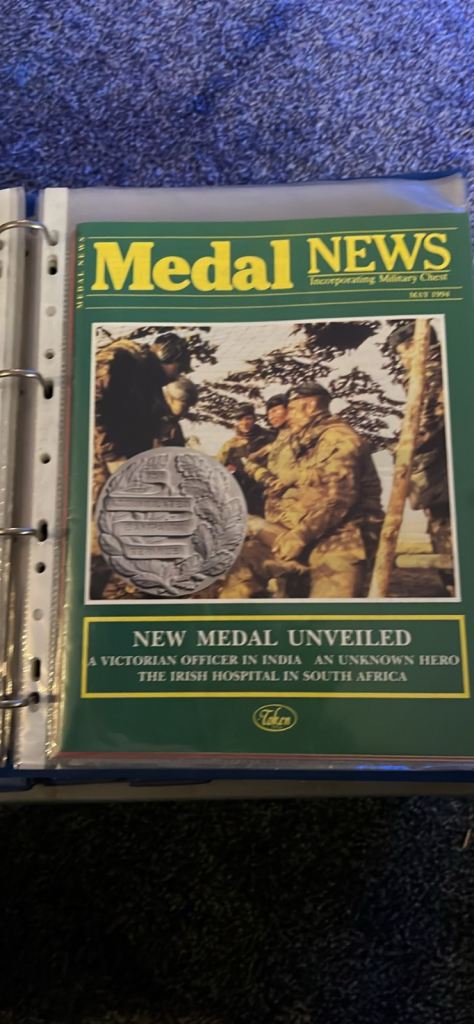 MEDAL NEWS
Medal NEWS
Incorporating Military Chest
MAY 1994
NEW MEDAL UNVEILED
A VICTORIAN OFFICER IN INDIA AN UNKNOWN HERO
THE IRISH HOSPITAL IN SOUTH AFRICA
Token